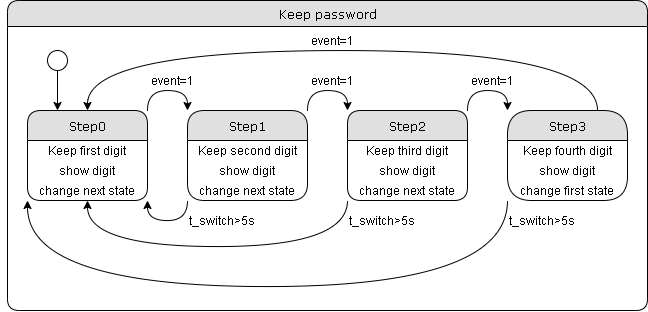 Keep password
event=1
event=1
event=1
event=1
Step0
Keep first digit
show digit
change next state
Step1
Keep second digit
show digit
change next state
Step2
Keep third digit
show digit
change next state
Step3
Keep fourth digit
show digit
change first state
t_switch>5s
t_switch>5s
t_switch>5s